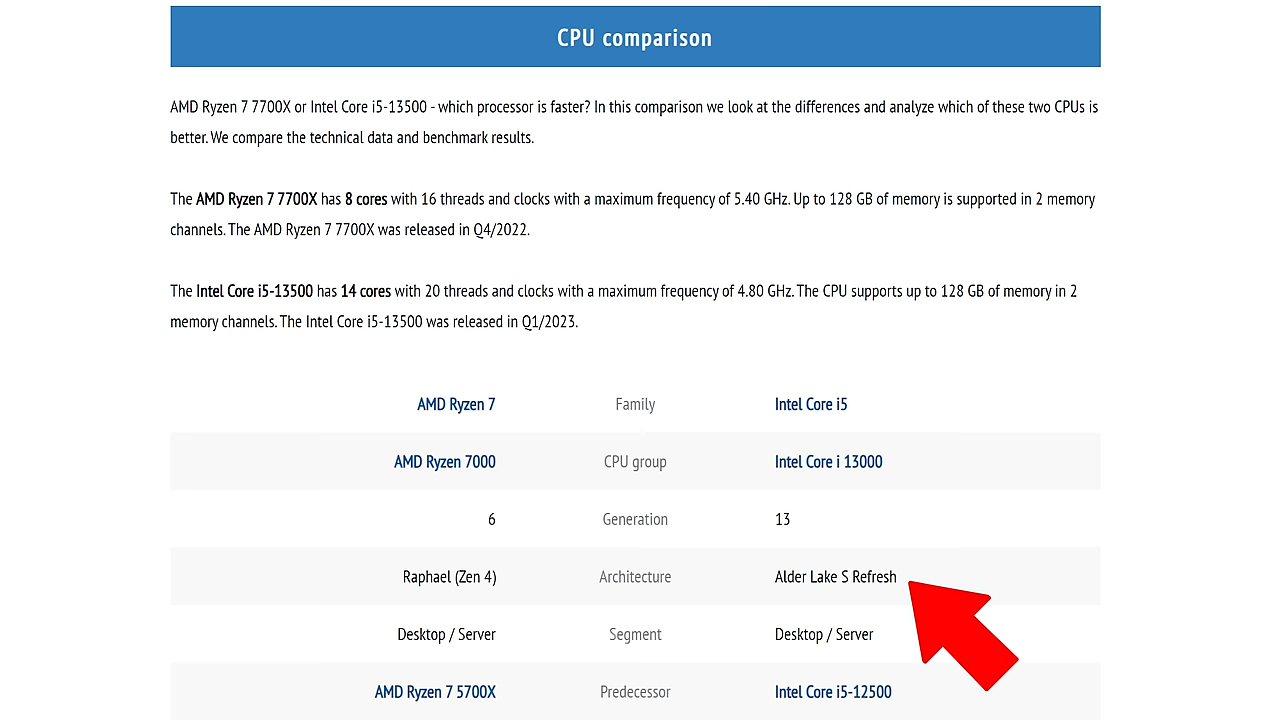 CPU comparison
AMD Ryzen 7 7700X or Intel Core i5-13500 - which processor is faster? In this comparison we look at the differences and analyze which of these two CPUs is
better. We compare the technical data and benchmark results.
The AMD Ryzen 7 7700X has 8 cores with 16 threads and clocks with a maximum frequency of 5.40 GHz. Up to 128 GB of memory is supported in 2 memory
channels. The AMD Ryzen 7 7700X was released in Q4/2022.
The Intel Core i5-13500 has 14 cores with 20 threads and clocks with a maximum frequency of 4.80 GHz. The CPU supports up to 128 GB of memory in 2
memory channels. The Intel Core i5-13500 was released in Q1/2023.
AMD Ryzen 7 Family Intel Core i5
AMD Ryzen 7000 CPU group Intel Core i 13000
6 Generation 13
Raphael (Zen 4) Architecture Alder Lake S Refresh
Desktop / Server Segment Desktop / Server
AMD Ryzen 7 5700X Predecessor Intel Core i5-12500